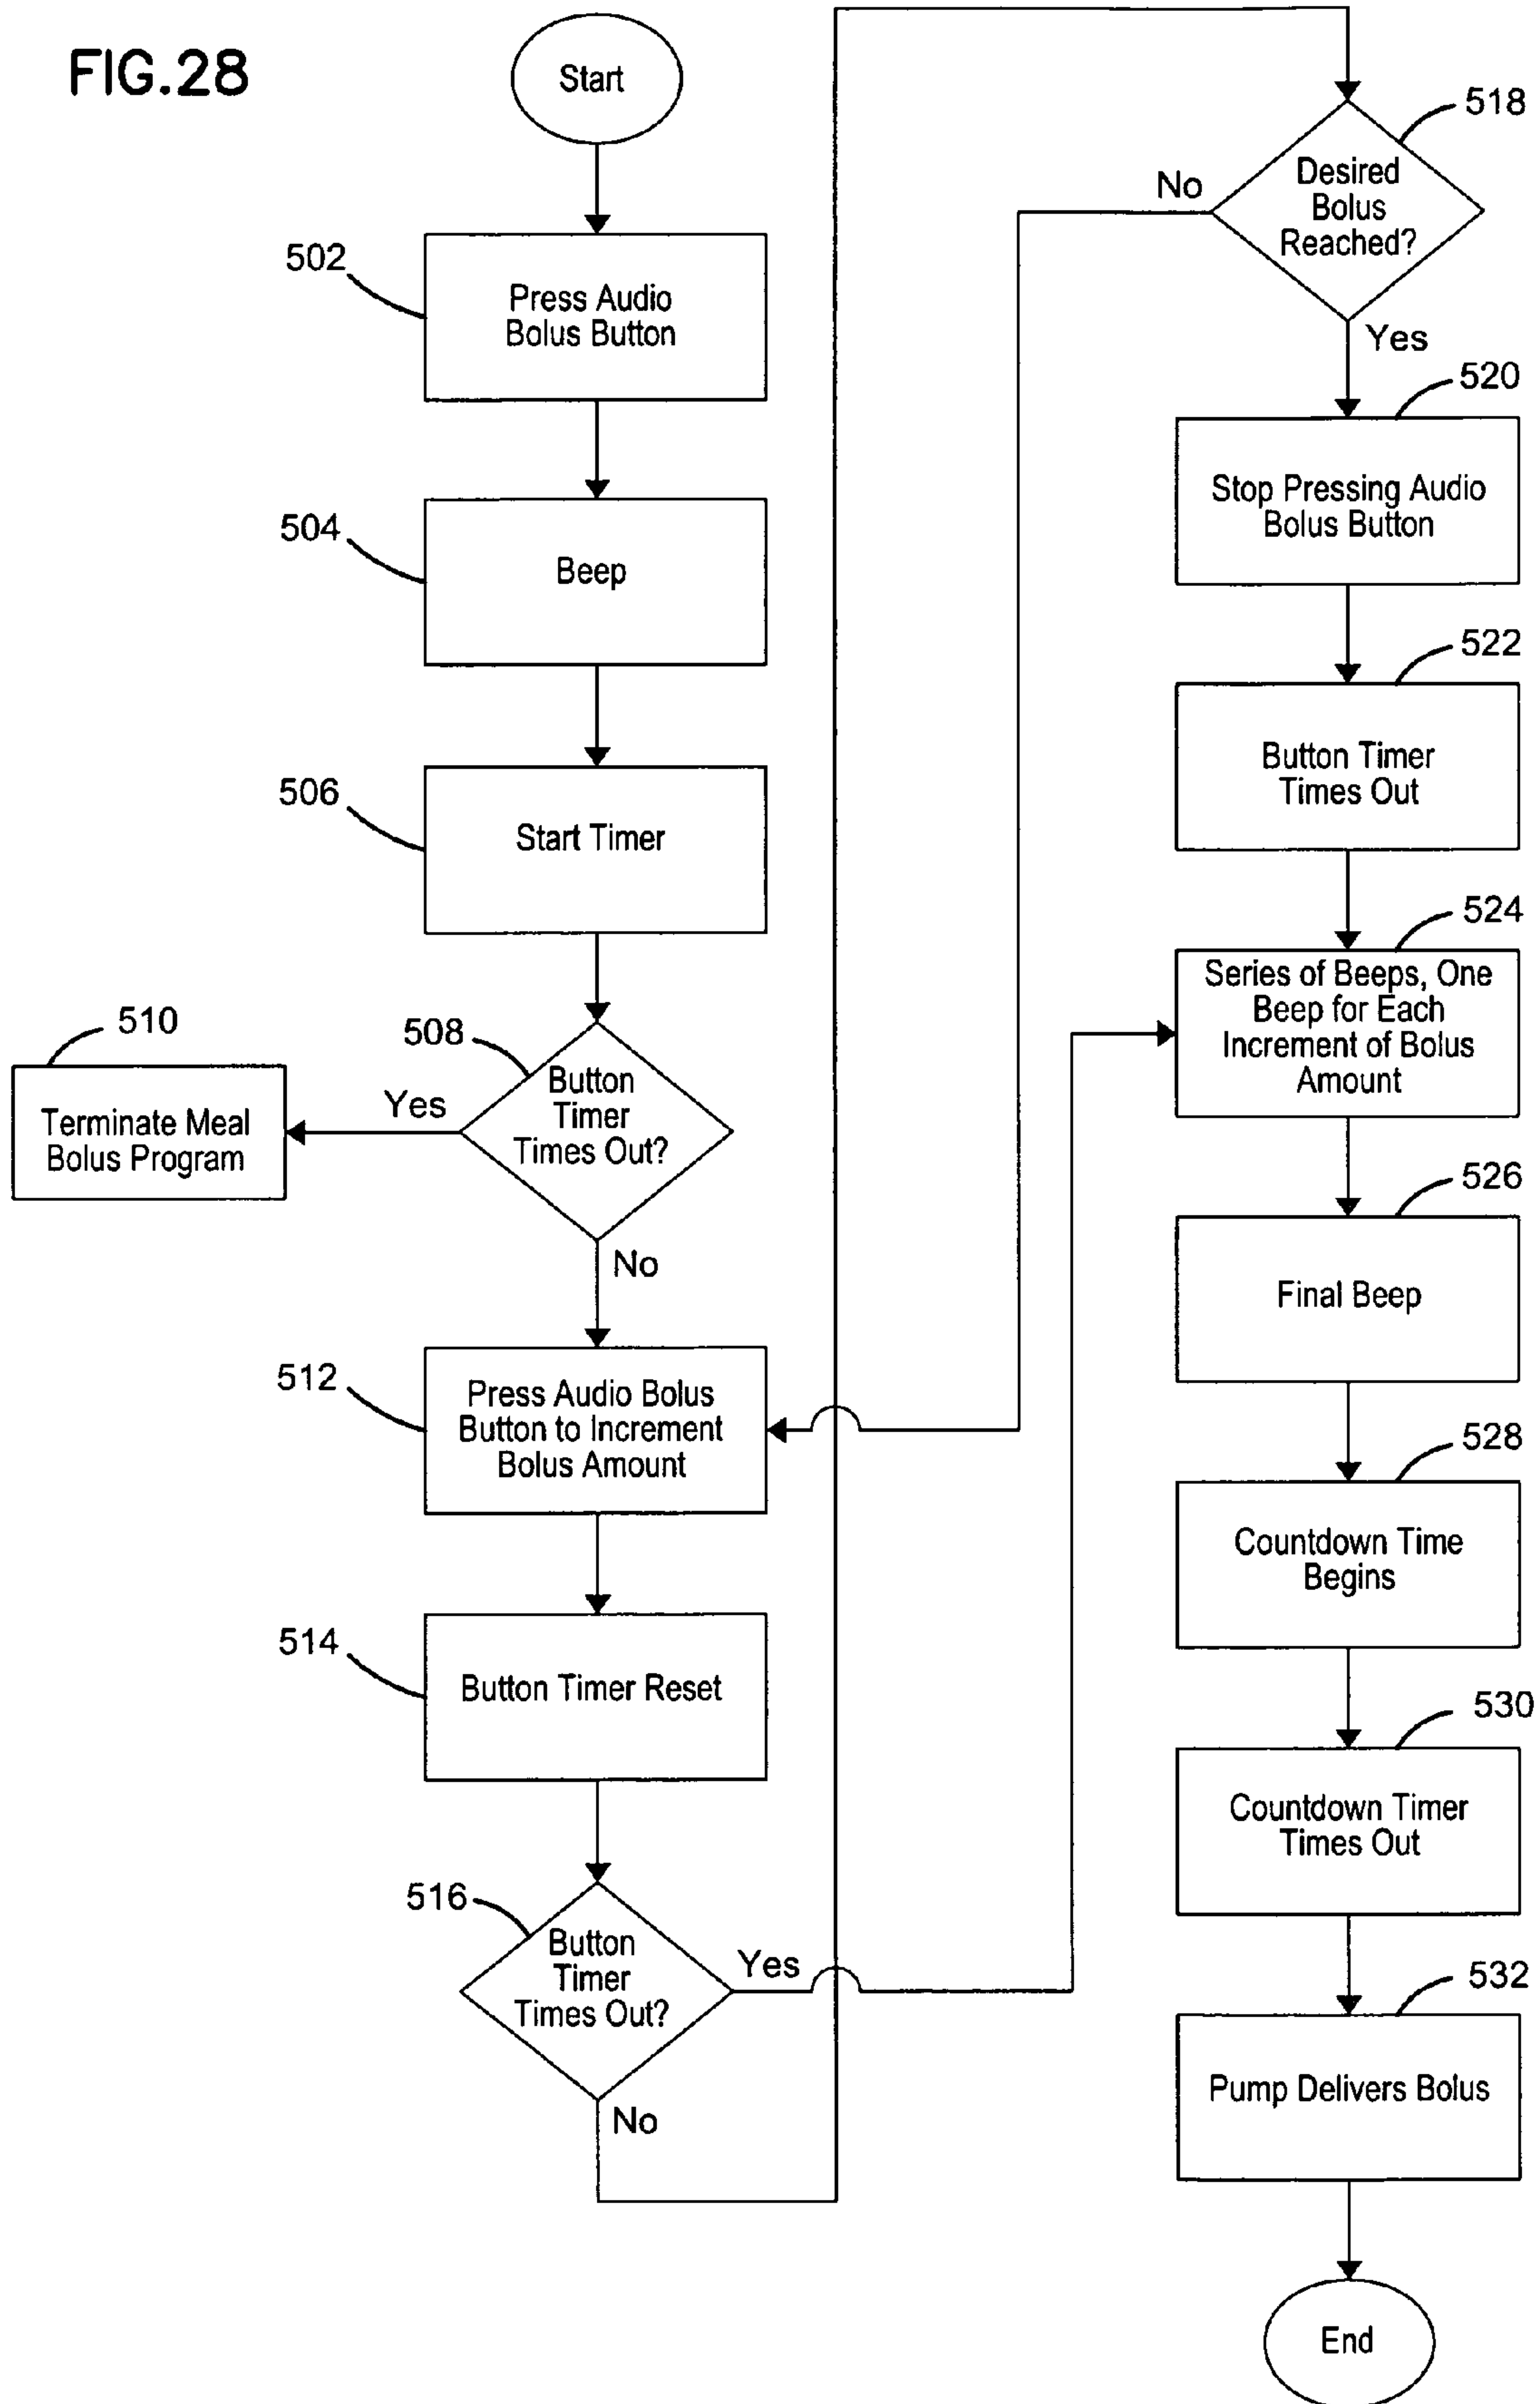 FIG.28
Start
502
Press Audio
Bolus Button
504
Beep
506
Start Timer
508
Button
Timer
Times Out?
Yes
510
Terminate Meal
Bolus Program
No
512
Press Audio Bolus
Button to Increment
Bolus Amount
514
Button Timer Reset
516
Button
Timer
Times Out?
Yes
No
518
Desired
Bolus
Reached?
No
Yes
520
Stop Pressing Audio
Bolus Button
522
Button Timer
Times Out
524
Series of Beeps, One
Beep for Each
Increment of Bolus
Amount
526
Final Beep
528
Countdown Time
Begins
530
Countdown Timer
Times Out
532
Pump Delivers Bolus
End